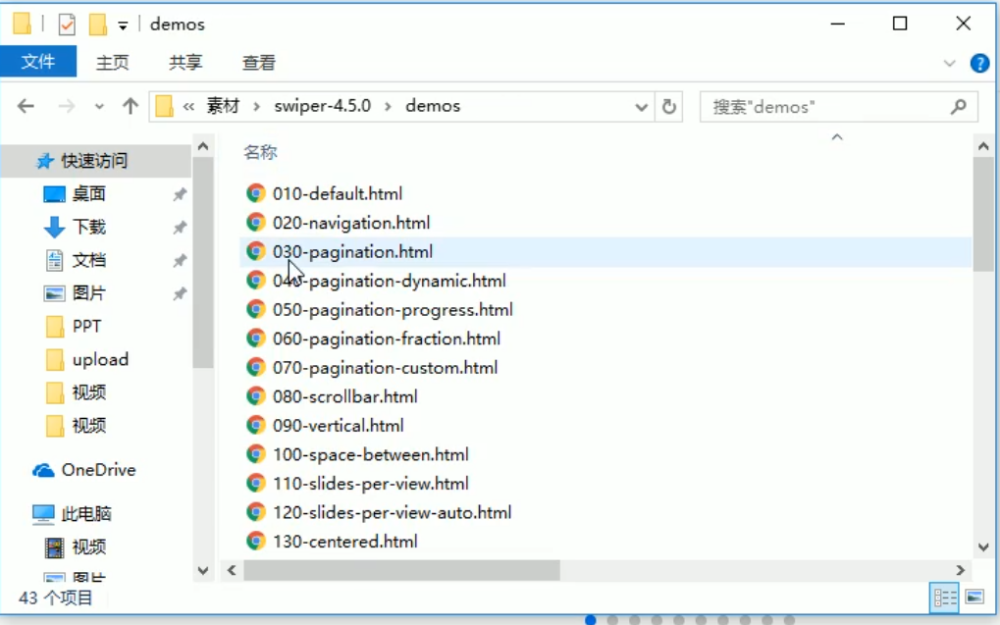 demos
文件 主页 共享 查看
« 素材 › swiper-4.5.0 › demos
搜索"demos"
快速访问
桌面
下载
文档
图片
PPT
upload
视频
视频
OneDrive
此电脑
视频
图片
名称
010-default.html
020-navigation.html
030-pagination.html
040-pagination-dynamic.html
050-pagination-progress.html
060-pagination-fraction.html
070-pagination-custom.html
080-scrollbar.html
090-vertical.html
100-space-between.html
110-slides-per-view.html
120-slides-per-view-auto.html
130-centered.html
43 个项目